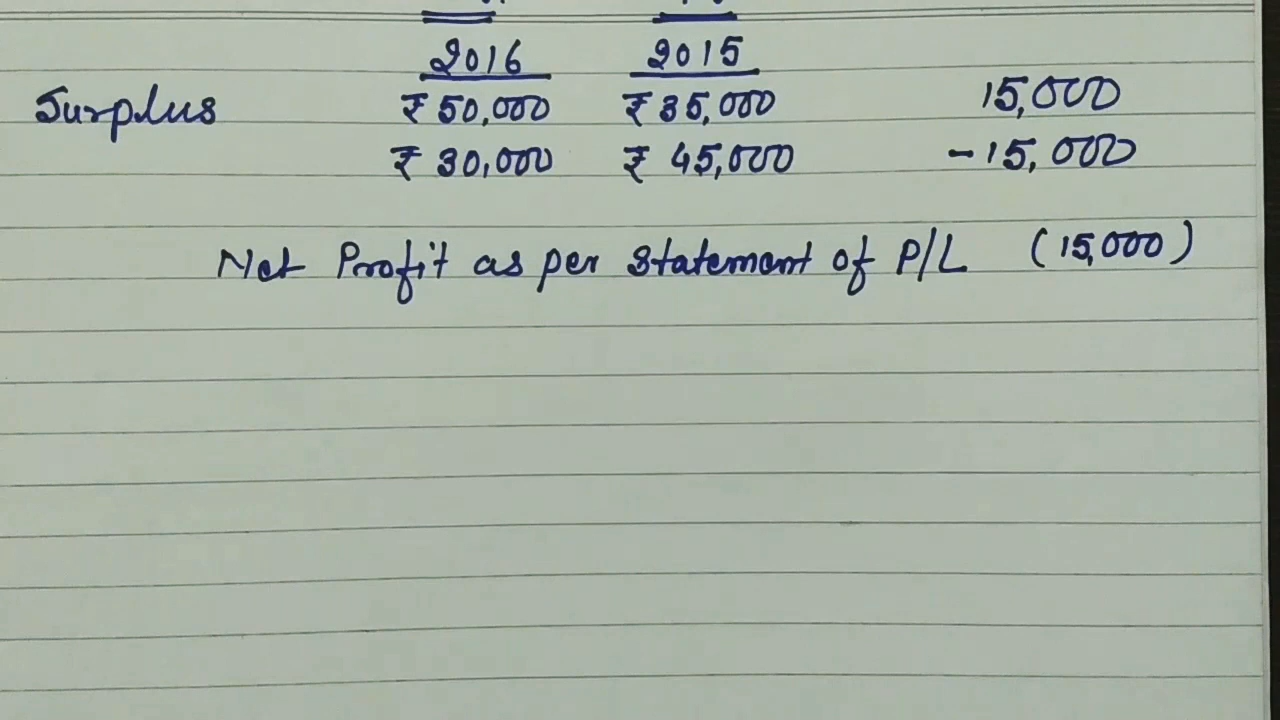 2016 2015
Surplus ₹ 50,000 ₹ 35,000 15,000
₹ 30,000 ₹ 45,000 -15,000
Net Profit as per Statement of P/L (15,000)